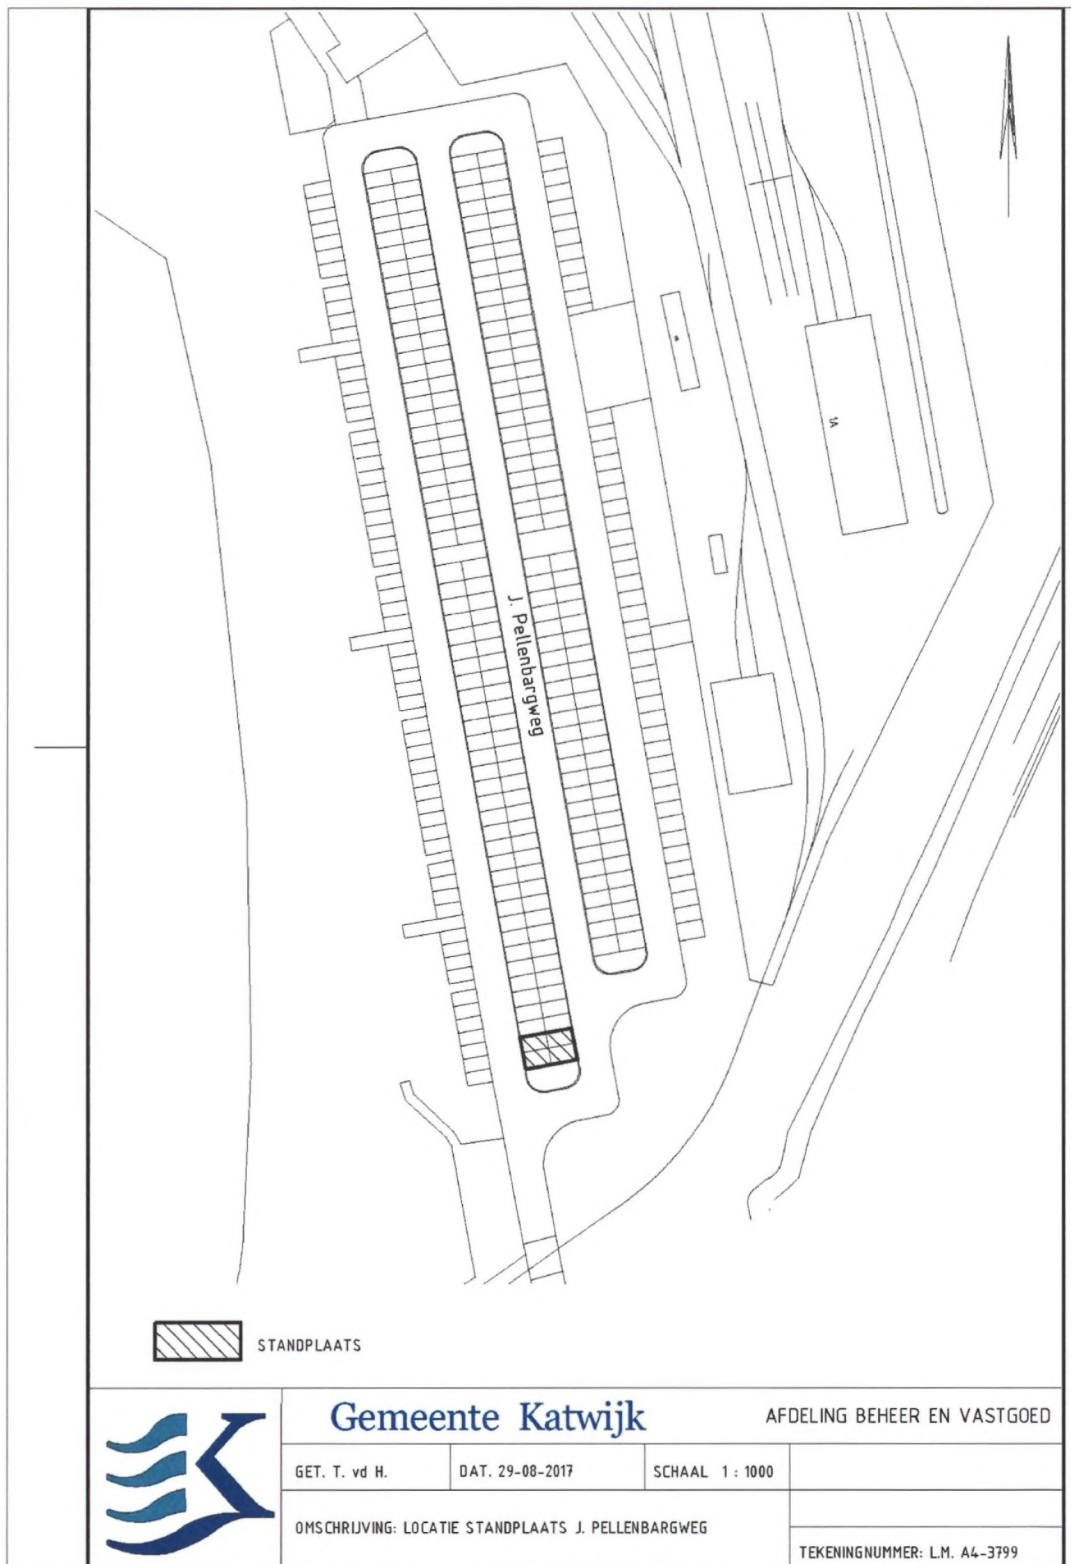 1A
J. Pellenbargweg
STANDPLAATS
Gemeente Katwijk
AFDELING BEHEER EN VASTGOED
GET. T. vd H.
DAT. 29-08-2017
SCHAAL 1 : 1000
OMSCHRIJVING: LOCATIE STANDPLAATS J. PELLENBARGWEG
TEKENINGNUMMER: L.M. A4-3799